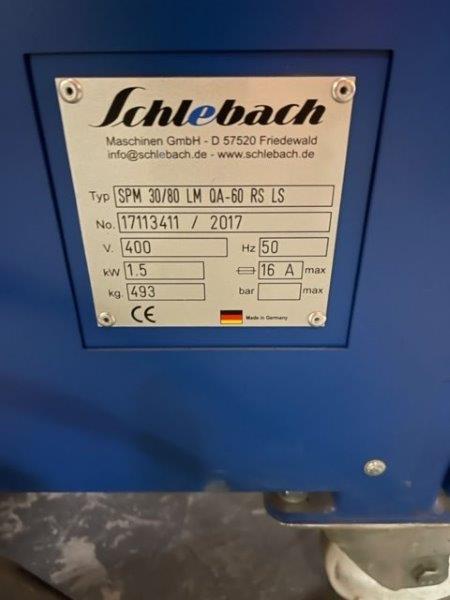 Schlebach
Maschinen GmbH - D 57520 Friedewald
info@schlebach.de - www.schlebach.de
Typ SPM 30/80 LM QA-60 RS LS
No. 17113411 / 2017
V. 400 Hz 50
kW 1.5 16 A max
kg. 493 bar max
CE Made in Germany